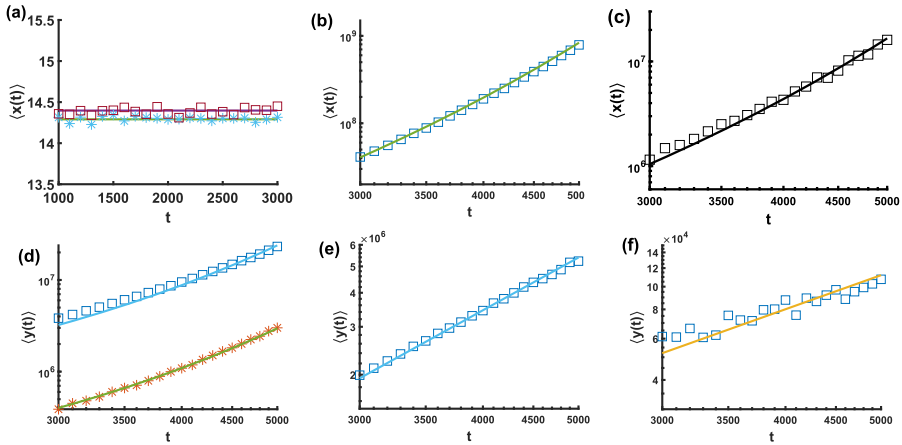 (a)
15.5
15
14.5
14
13.5
⟨x(t)⟩
1000 1500 2000 2500 3000
t
(b)
10⁹
10⁸
⟨x(t)⟩
3000 3500 4000 4500 5000
t
(c)
10⁷
10⁶
⟨x(t)⟩
3000 3500 4000 4500 5000
t
(d)
10⁷
10⁶
⟨y(t)⟩
3000 3500 4000 4500 5000
t
(e)
×10⁶
6
5
4
3
2
⟨y(t)⟩
3000 3500 4000 4500 5000
t
(f)
×10⁴
14
12
10
8
6
4
⟨y(t)⟩
3000 3500 4000 4500 5000
t